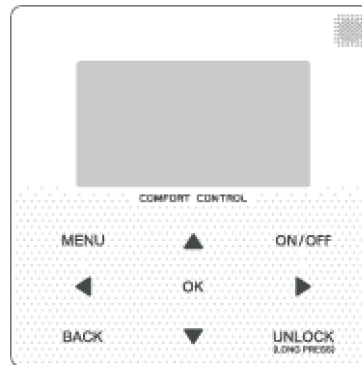 COMFORT CONTROL
MENU
ON/OFF
OK
BACK
UNLOCK
(LONG PRESS)